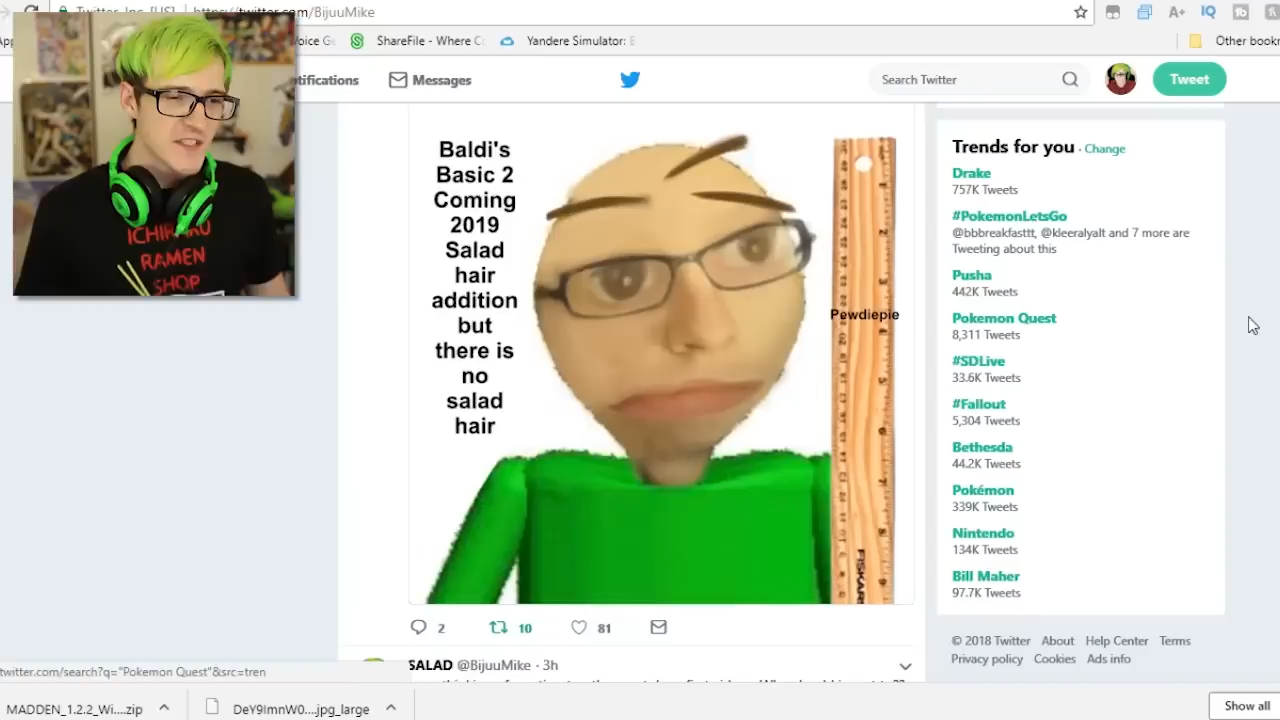 Twitter, Inc. [US] https://twitter.com/BijuuMike
Voice Ge
ShareFile - Where Co
Yandere Simulator: B
Other bookm
tifications
Messages
Search Twitter
Tweet
ICHIRAKU
RAMEN
SHOP
Baldi's
Basic 2
Coming
2019
Salad
hair
addition
but
there is
no
salad
hair
Pewdiepie
FISKAR
2
10
81
SALAD @BijuuMike · 3h
Trends for you · Change
Drake
757K Tweets
#PokemonLetsGo
@bbbreakfasttt, @kleeralyalt and 7 more are
Tweeting about this
Pusha
442K Tweets
Pokemon Quest
8,311 Tweets
#SDLive
33.6K Tweets
#Fallout
5,304 Tweets
Bethesda
44.2K Tweets
Pokémon
339K Tweets
Nintendo
134K Tweets
Bill Maher
97.7K Tweets
© 2018 Twitter About Help Center Terms
Privacy policy Cookies Ads info
twitter.com/search?q="Pokemon Quest"&src=tren
MADDEN_1.2.2_Wi....zip
DeY9ImnW0....jpg_large
Show all